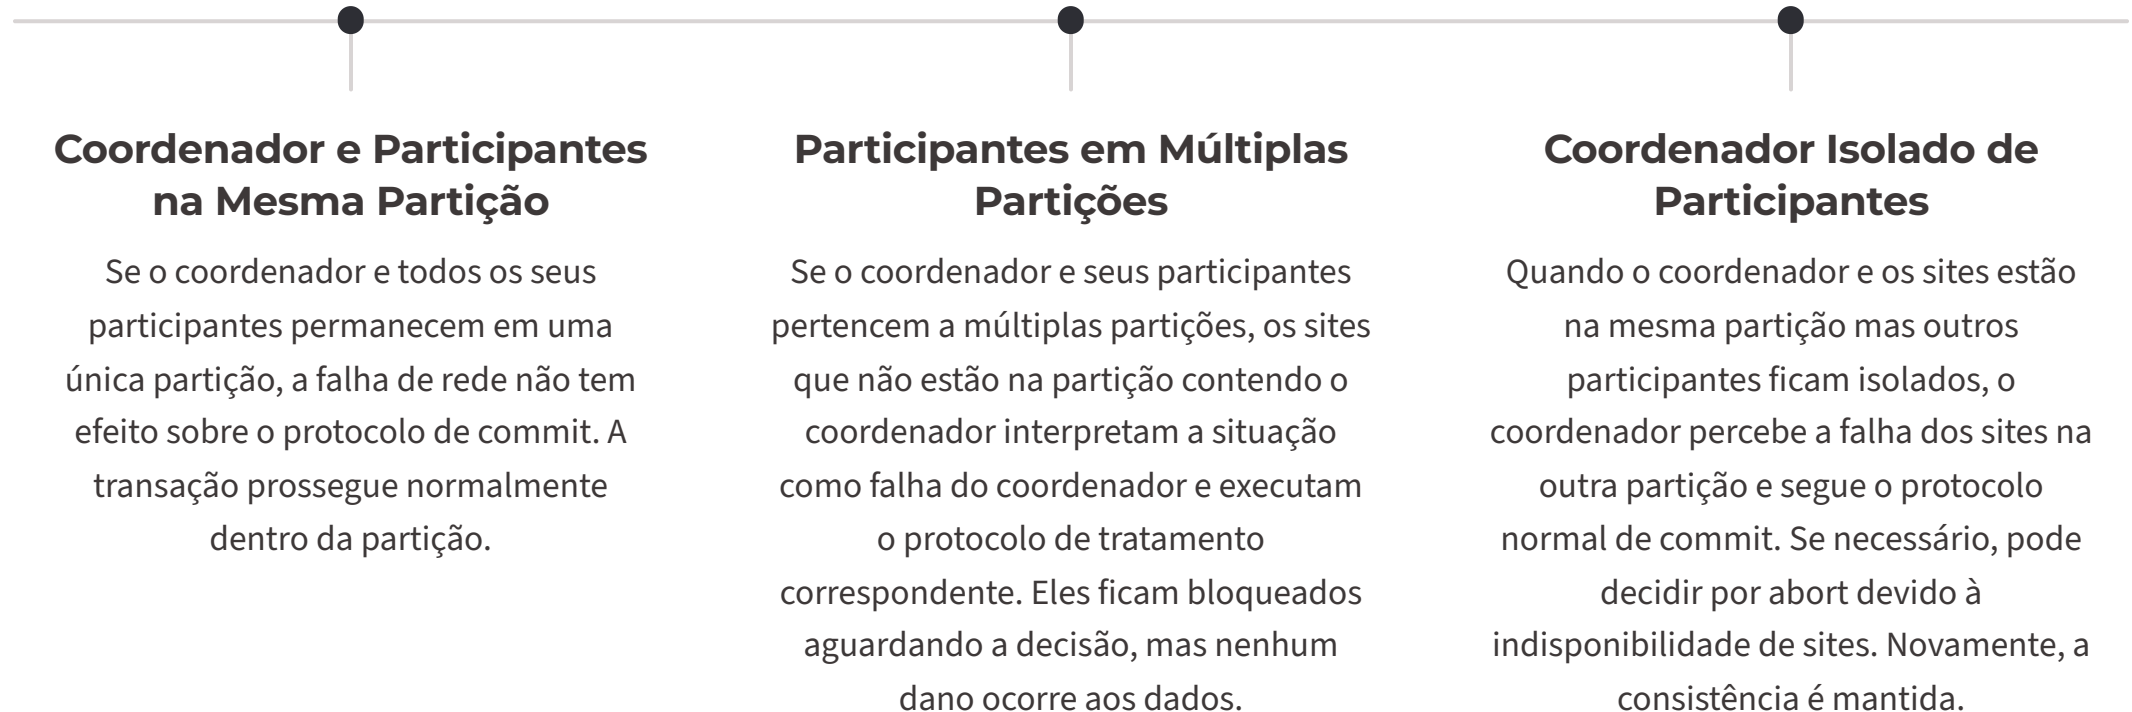 Coordenador e Participantes
na Mesma Partição
Se o coordenador e todos os seus
participantes permanecem em uma
única partição, a falha de rede não tem
efeito sobre o protocolo de commit. A
transação prossegue normalmente
dentro da partição.
Participantes em Múltiplas
Partições
Se o coordenador e seus participantes
pertencem a múltiplas partições, os sites
que não estão na partição contendo o
coordenador interpretam a situação
como falha do coordenador e executam
o protocolo de tratamento
correspondente. Eles ficam bloqueados
aguardando a decisão, mas nenhum
dano ocorre aos dados.
Coordenador Isolado de
Participantes
Quando o coordenador e os sites estão
na mesma partição mas outros
participantes ficam isolados, o
coordenador percebe a falha dos sites na
outra partição e segue o protocolo
normal de commit. Se necessário, pode
decidir por abort devido à
indisponibilidade de sites. Novamente, a
consistência é mantida.